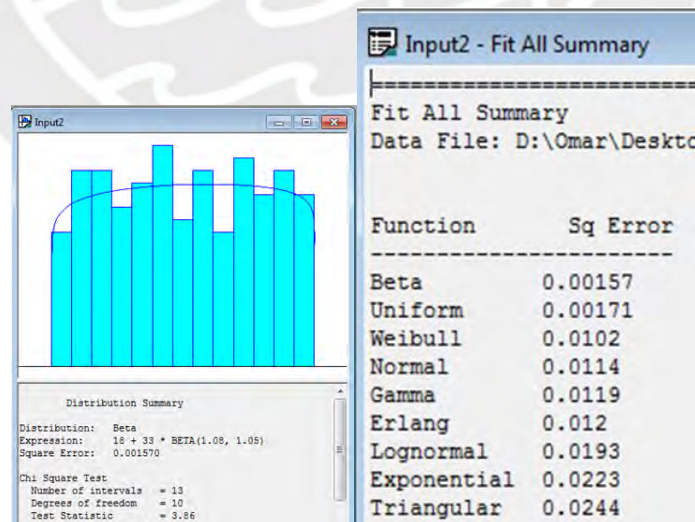 Input2 - Fit All Summary
Fit All Summary
Data File: D:\Omar\Deskto
Function Sq Error
Beta 0.00157
Uniform 0.00171
Weibull 0.0102
Normal 0.0114
Gamma 0.0119
Erlang 0.012
Lognormal 0.0193
Exponential 0.0223
Triangular 0.0244
Input2
Distribution Summary
Distribution: Beta
Expression: 18 + 33 * BETA(1.08, 1.05)
Square Error: 0.001570
Chi Square Test
Number of intervals = 13
Degrees of freedom = 10
Test Statistic = 3.86